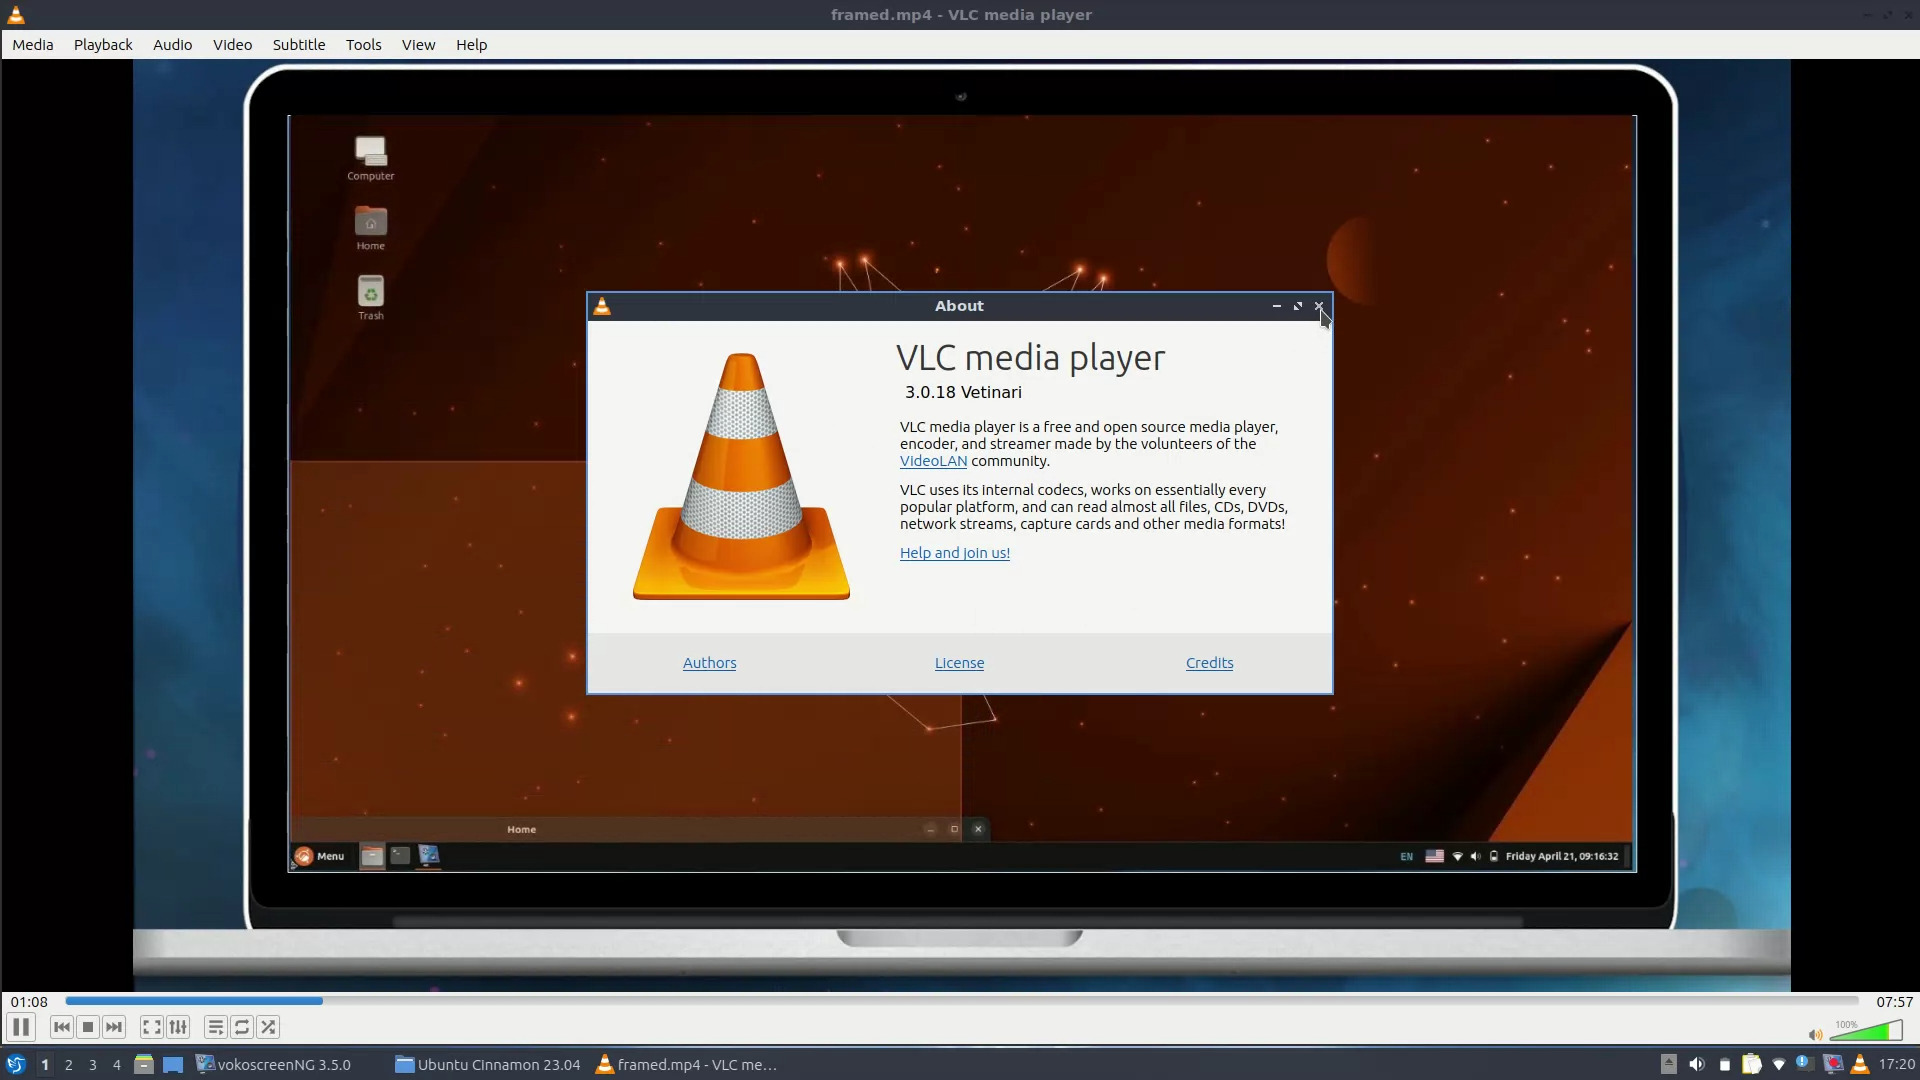 framed.mp4 - VLC media player
Media Playback Audio Video Subtitle Tools View Help
Computer
Home
Trash
About
VLC media player
3.0.18 Vetinari
VLC media player is a free and open source media player,
encoder, and streamer made by the volunteers of the
VideoLAN community.
VLC uses its internal codecs, works on essentially every
popular platform, and can read almost all files, CDs, DVDs,
network streams, capture cards and other media formats!
Help and join us!
Authors License Credits
Home
Menu EN Friday April 21, 09:16:32
01:08 07:57
100%
1 2 3 4 vokoscreenNG 3.5.0 Ubuntu Cinnamon 23.04 framed.mp4 - VLC me... 17:20